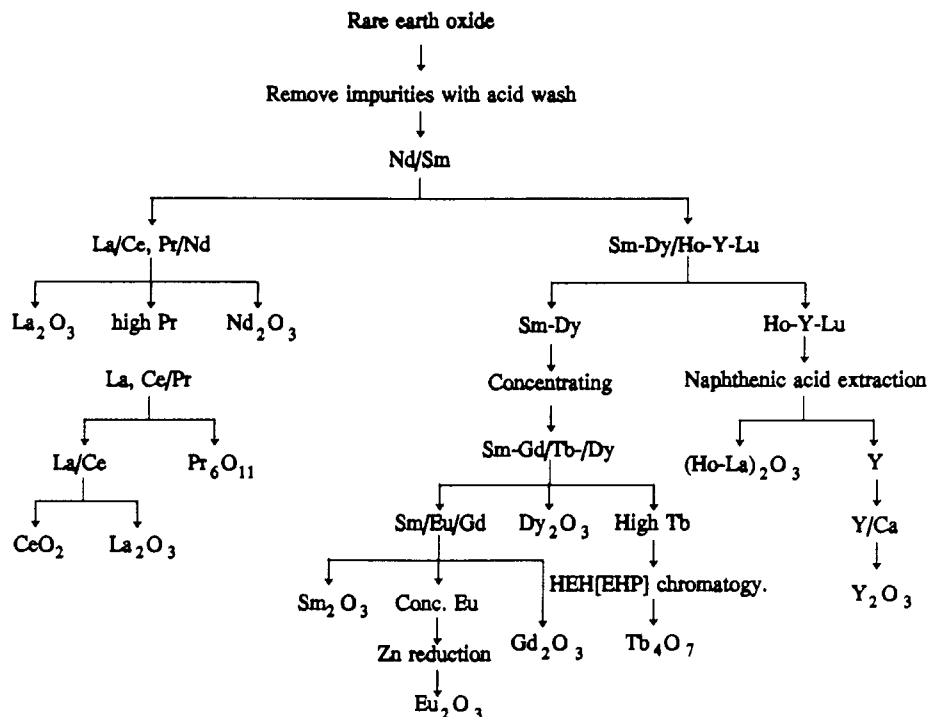 Rare earth oxide
Remove impurities with acid wash
Nd/Sm
La/Ce, Pr/Nd Sm-Dy/Ho-Y-Lu
La₂O₃ high Pr Nd₂O₃ Sm-Dy Ho-Y-Lu
La, Ce/Pr Concentrating Naphthenic acid extraction
La/Ce Pr₆O₁₁ Sm-Gd/Tb-/Dy (Ho-La)₂O₃ Y
CeO₂ La₂O₃ Sm/Eu/Gd Dy₂O₃ High Tb Y/Ca
Sm₂O₃ Conc. Eu HEH[EHP} chromatogy. Y₂O₃
Zn reduction Gd₂O₃ Tb₄O₇
Eu₂O₃